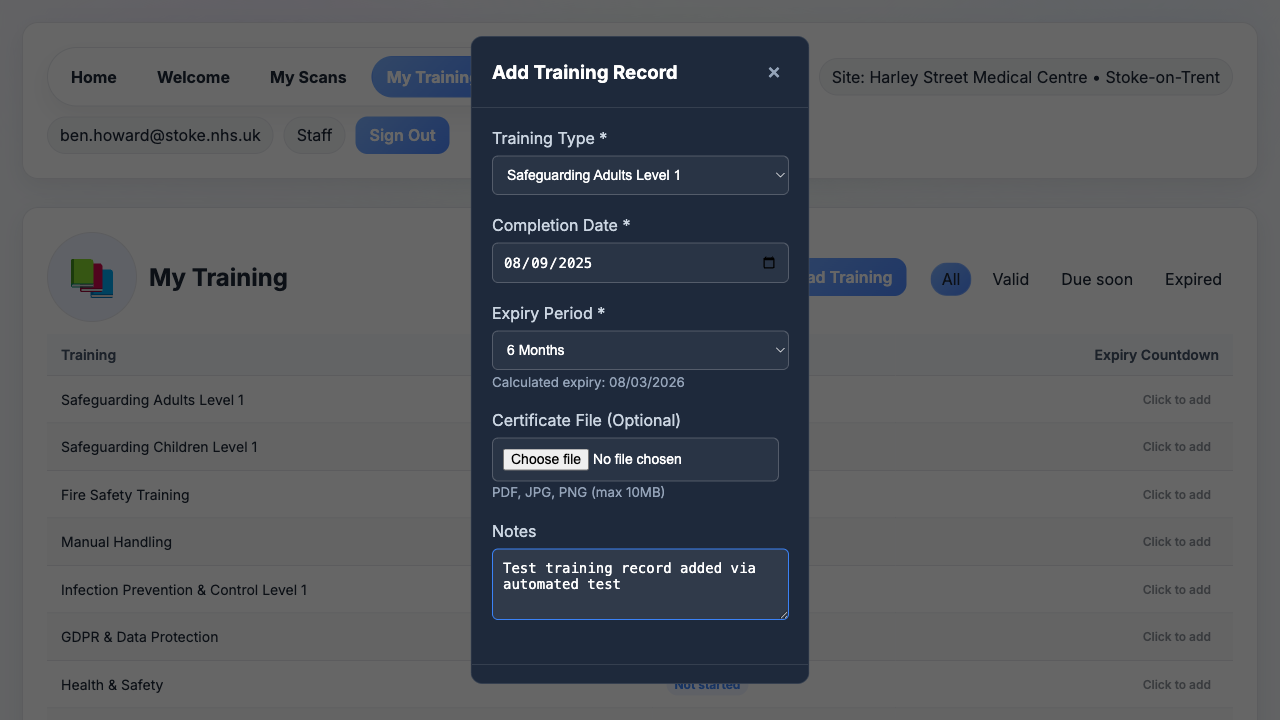 Home
Welcome
My Scans
My Training
Site: Harley Street Medical Centre • Stoke-on-Trent
ben.howard@stoke.nhs.uk
Staff
Sign Out
My Training
Training
All
Valid
Due soon
Expired
Training
Expiry Countdown
Safeguarding Adults Level 1
Click to add
Safeguarding Children Level 1
Click to add
Fire Safety Training
Click to add
Manual Handling
Click to add
Infection Prevention & Control Level 1
Click to add
GDPR & Data Protection
Click to add
Health & Safety
Not started
Click to add
Add Training Record
×
Training Type *
Safeguarding Adults Level 1
Completion Date *
08/09/2025
Expiry Period *
6 Months
Calculated expiry: 08/03/2026
Certificate File (Optional)
Choose file No file chosen
PDF, JPG, PNG (max 10MB)
Notes
Test training record added via
automated test